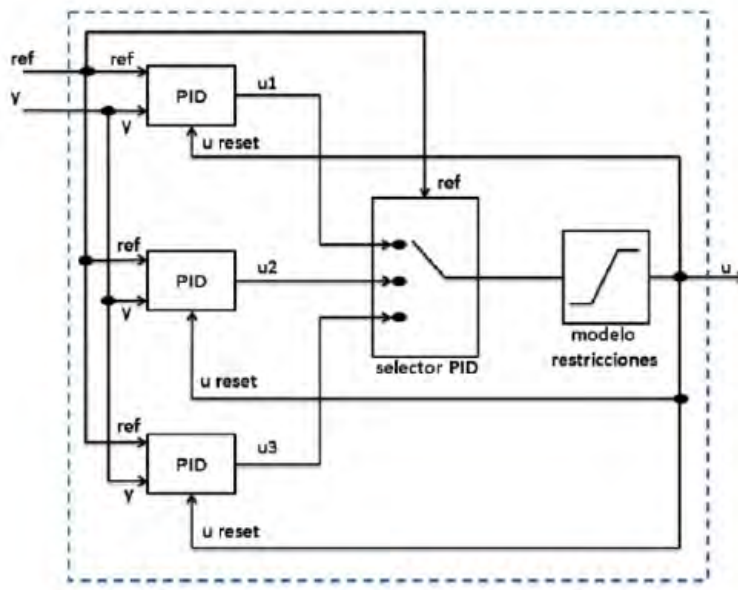 ref
ref
PID
u1
y
y
u reset
ref
ref
PID
u2
y
u
modelo
restricciones
selector PID
u reset
ref
PID
u3
y
u reset